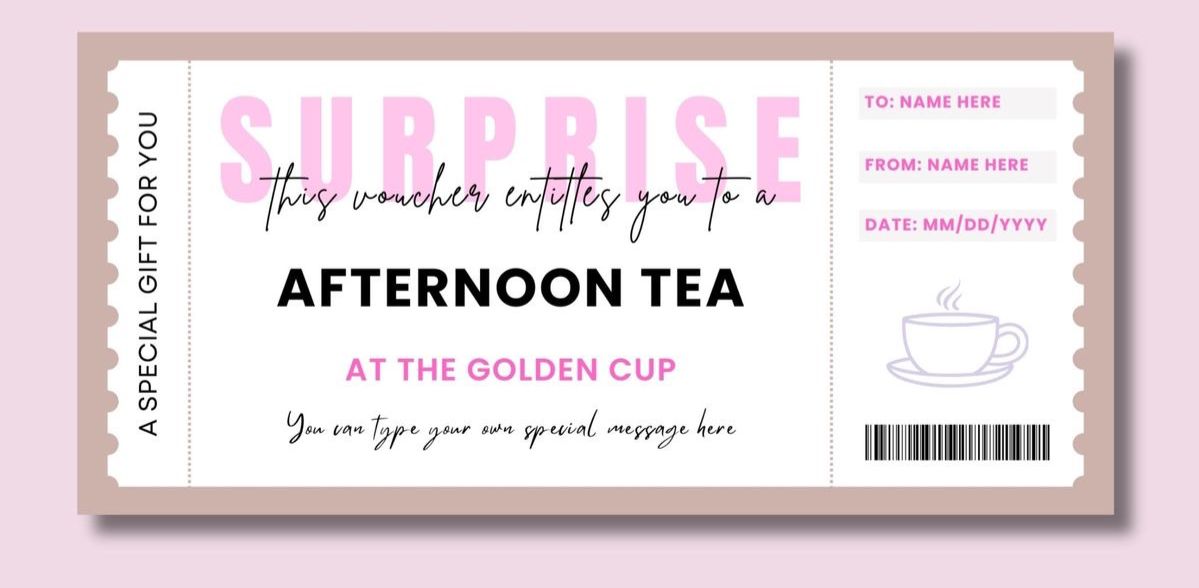 A SPECIAL GIFT FOR YOU
SURPRISE
this voucher entitles you to a
AFTERNOON TEA
AT THE GOLDEN CUP
You can type your own special message here
TO: NAME HERE
FROM: NAME HERE
DATE: MM/DD/YYYY